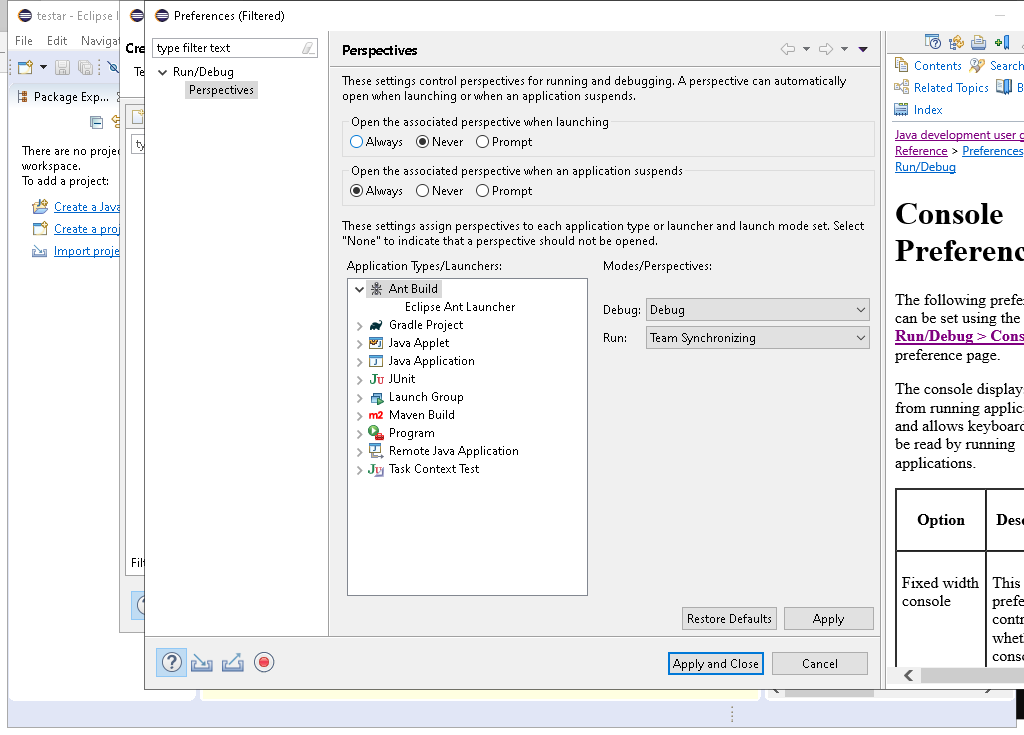 testar - Eclipse I
Preferences (Filtered)
File Edit Navigat
Package Exp...
There are no projec
workspace.
To add a project:
Create a Java
Create a proj
Import proje
Cre
Te
ty
Filt
type filter text
Run/Debug
Perspectives
Perspectives
These settings control perspectives for running and debugging. A perspective can automatically
open when launching or when an application suspends.
Open the associated perspective when launching
Always Never Prompt
Open the associated perspective when an application suspends
Always Never Prompt
These settings assign perspectives to each application type or launcher and launch mode set. Select
"None" to indicate that a perspective should not be opened.
Application Types/Launchers:
Ant Build
Eclipse Ant Launcher
Gradle Project
Java Applet
Java Application
Ju JUnit
Launch Group
m2 Maven Build
Program
Remote Java Application
Ju Task Context Test
Modes/Perspectives:
Debug: Debug
Run: Team Synchronizing
Restore Defaults Apply
Apply and Close Cancel
Contents Search
Related Topics B
Index
Java development user g
Reference > Preferences
Run/Debug
Console
Preferenc
The following prefer
can be set using the
Run/Debug > Cons
preference page.
The console displays
from running applica
and allows keyboard
be read by running
applications.
Option Desc
Fixed width
console
This
prefe
contr
wheth
conso